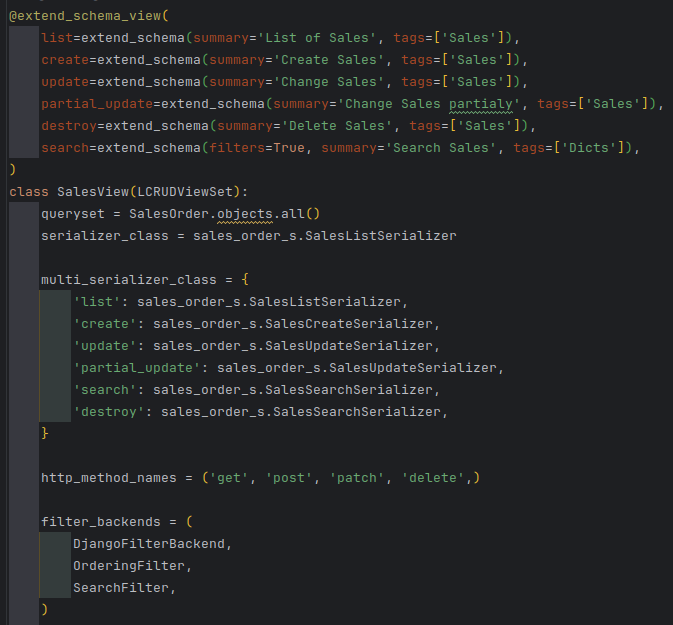 @extend_schema_view(
    list=extend_schema(summary='List of Sales', tags=['Sales']),
    create=extend_schema(summary='Create Sales', tags=['Sales']),
    update=extend_schema(summary='Change Sales', tags=['Sales']),
    partial_update=extend_schema(summary='Change Sales partialy', tags=['Sales']),
    destroy=extend_schema(summary='Delete Sales', tags=['Sales']),
    search=extend_schema(filters=True, summary='Search Sales', tags=['Dicts']),
)
class SalesView(LCRUDViewSet):
    queryset = SalesOrder.objects.all()
    serializer_class = sales_order_s.SalesListSerializer

    multi_serializer_class = {
        'list': sales_order_s.SalesListSerializer,
        'create': sales_order_s.SalesCreateSerializer,
        'update': sales_order_s.SalesUpdateSerializer,
        'partial_update': sales_order_s.SalesUpdateSerializer,
        'search': sales_order_s.SalesSearchSerializer,
        'destroy': sales_order_s.SalesSearchSerializer,
    }

    http_method_names = ('get', 'post', 'patch', 'delete',)

    filter_backends = (
        DjangoFilterBackend,
        OrderingFilter,
        SearchFilter,
    )